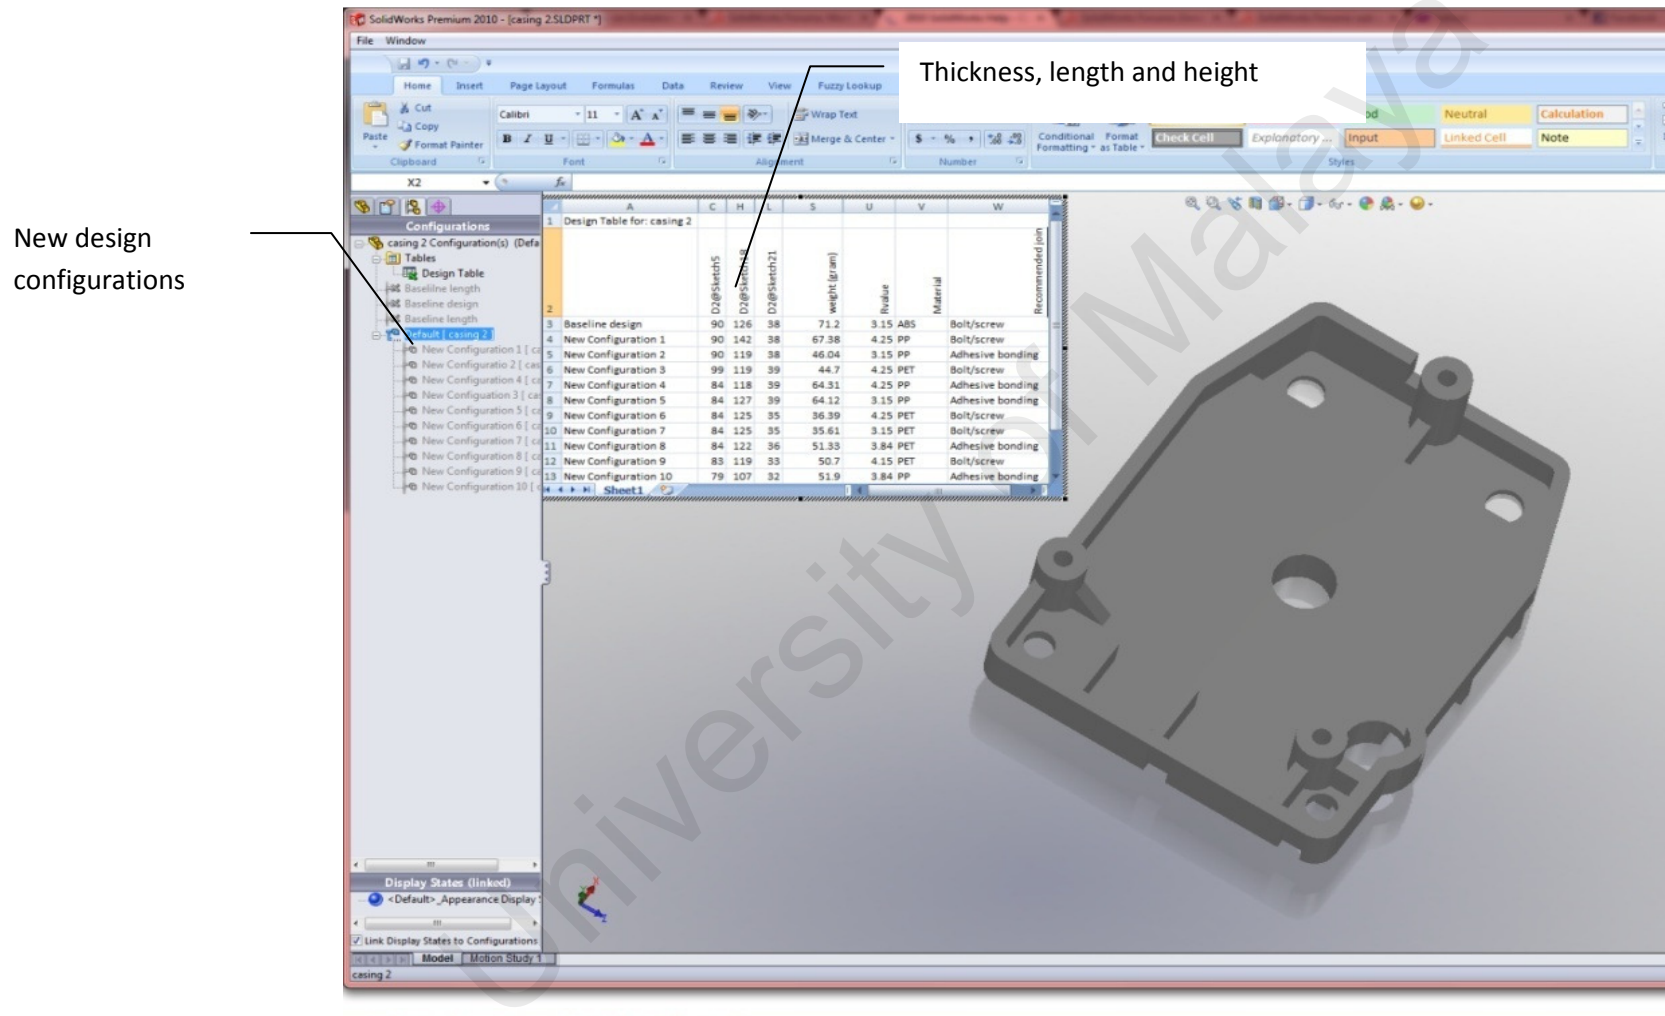 SolidWorks Premium 2010 - [casing 2.SLDPRT *]
File Window
Thickness, length and height
Home Insert Page Layout Formulas Data Review View Fuzzy Lookup
Cut
Copy
Paste
Format Painter
Clipboard
Calibri 11
B I U
Font
Wrap Text
Merge & Center
Alignment
$ % ,
Number
Conditional Formatting
Format as Table
Neutral Calculation
Check Cell Explanatory ... Input Linked Cell Note
Styles
X2 fx
New design
configurations
Configurations
casing 2 Configuration(s) (Defa
Tables
Design Table
Baselilne length
Baseline design
Baseline length
Default [ casing 2 ]
New Configuration 1 [ ca
New Configuratio 2 [ cas
New Configuration 4 [ ca
New Configuation 3 [ cas
New Configuration 5 [ ca
New Configuration 6 [ ca
New Configuration 7 [ ca
New Configuration 8 [ ca
New Configuration 9 [ ca
New Configuration 10 [
A C H L S U V W
1 Design Table for: casing 2
2 D2@Sketch5 D2@Sketch18 D2@Sketch21 weight (gram) Rvalue Material Recommended join
3 Baseline design 90 126 38 71.2 3.15 ABS Bolt/screw
4 New Configuration 1 90 142 38 67.38 4.25 PP Bolt/screw
5 New Configuration 2 90 119 38 46.04 3.15 PP Adhesive bonding
6 New Configuration 3 99 119 39 44.7 4.25 PET Bolt/screw
7 New Configuration 4 84 118 39 64.31 4.25 PP Adhesive bonding
8 New Configuration 5 84 127 39 64.12 3.15 PP Adhesive bonding
9 New Configuration 6 84 125 35 36.39 4.25 PET Bolt/screw
10 New Configuration 7 84 125 35 35.61 3.15 PET Bolt/screw
11 New Configuration 8 84 122 36 51.33 3.84 PET Adhesive bonding
12 New Configuration 9 83 119 33 50.7 4.15 PET Bolt/screw
13 New Configuration 10 79 107 32 51.9 3.84 PP Adhesive bonding
Sheet1
Display States (linked)
<Default>_Appearance Display
Link Display States to Configurations
Model Motion Study 1
casing 2
University of Malaya